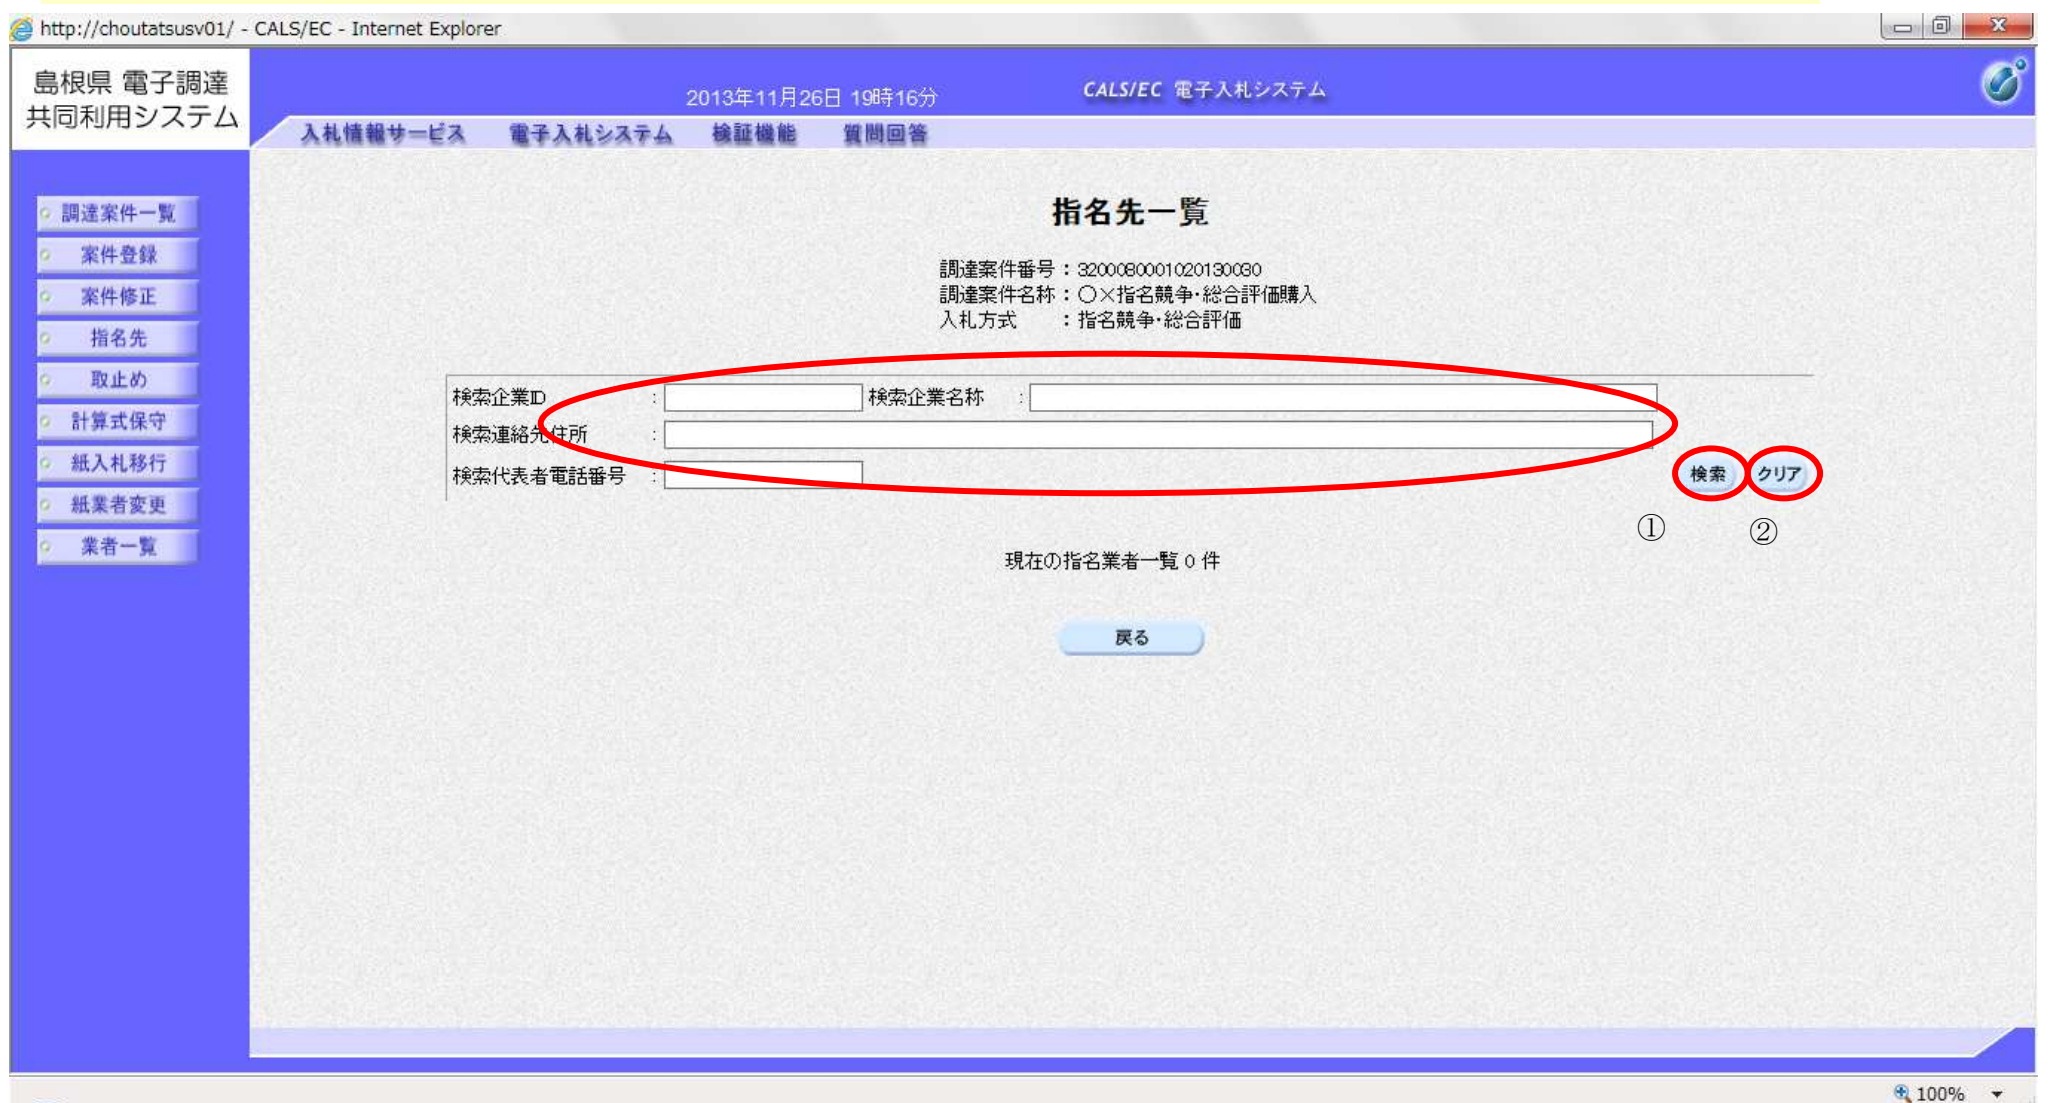 http://choutatsusv01/ - CALS/EC - Internet Explorer
島根県 電子調達
共同利用システム
2013年11月26日 19時16分
CALS/EC 電子入札システム
入札情報サービス 電子入札システム 検証機能 質問回答
調達案件一覧
案件登録
案件修正
指名先
取止め
計算式保守
紙入札移行
紙業者変更
業者一覧
指名先一覧
調達案件番号：3200080001020130030
調達案件名称：○×指名競争・総合評価購入
入札方式　　：指名競争・総合評価
検索企業ID : 検索企業名称 :
検索連絡先住所 :
検索代表者電話番号 :
検索 クリア
① ②
現在の指名業者一覧 0 件
戻る
100%